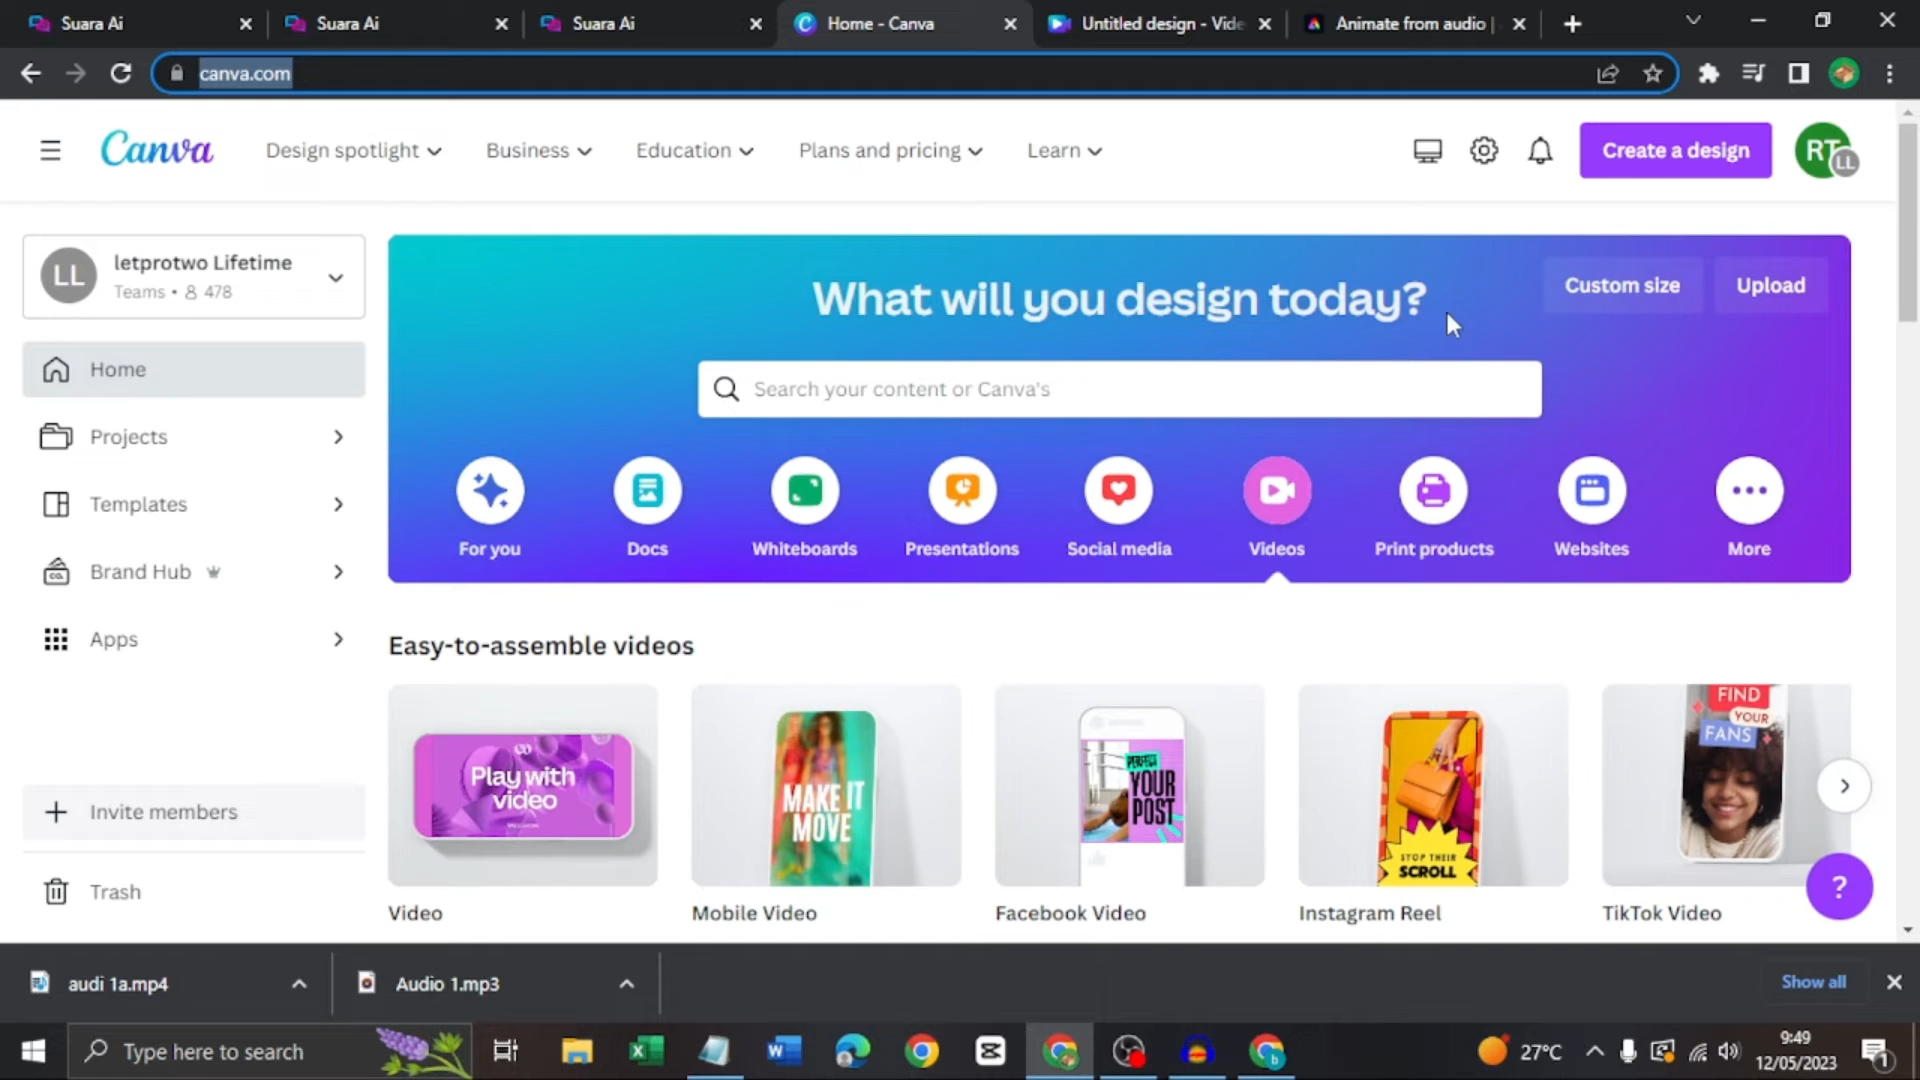 Suara Ai
Suara Ai
Suara Ai
Home - Canva
Untitled design - Vide
Animate from audio |
canva.com
Canva
Design spotlight
Business
Education
Plans and pricing
Learn
Create a design
RT
LL
LL
letprotwo Lifetime
Teams • 478
What will you design today?
Custom size
Upload
Search your content or Canva's
Home
Projects
Templates
Brand Hub
Apps
Invite members
Trash
For you
Docs
Whiteboards
Presentations
Social media
Videos
Print products
Websites
More
Easy-to-assemble videos
Play with
video
MAKE IT
MOVE
PERFECT
YOUR
POST
STOP THEIR
SCROLL
FIND
YOUR
FANS
Video
Mobile Video
Facebook Video
Instagram Reel
TikTok Video
?
audi 1a.mp4
Audio 1.mp3
Show all
Type here to search
27°C
9:49
12/05/2023
1